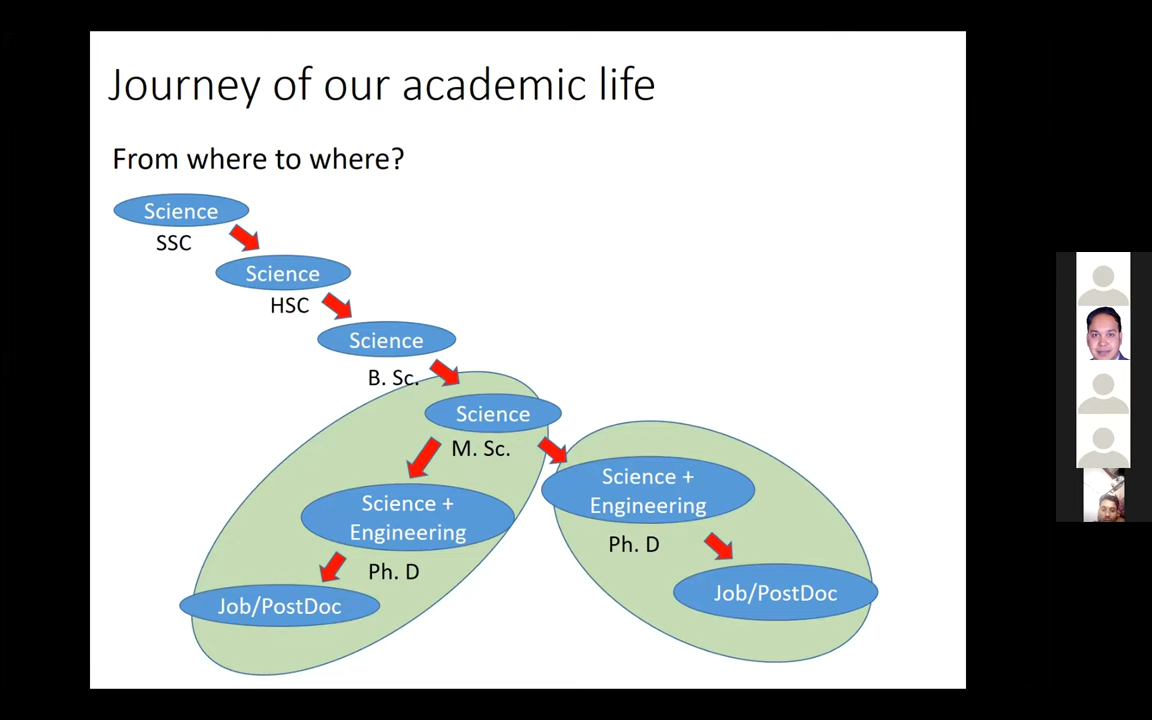 Journey of our academic life
From where to where?
Science
SSC
Science
HSC
Science
B. Sc.
Science
M. Sc.
Science +
Engineering
Ph. D
Job/PostDoc
Science +
Engineering
Ph. D
Job/PostDoc